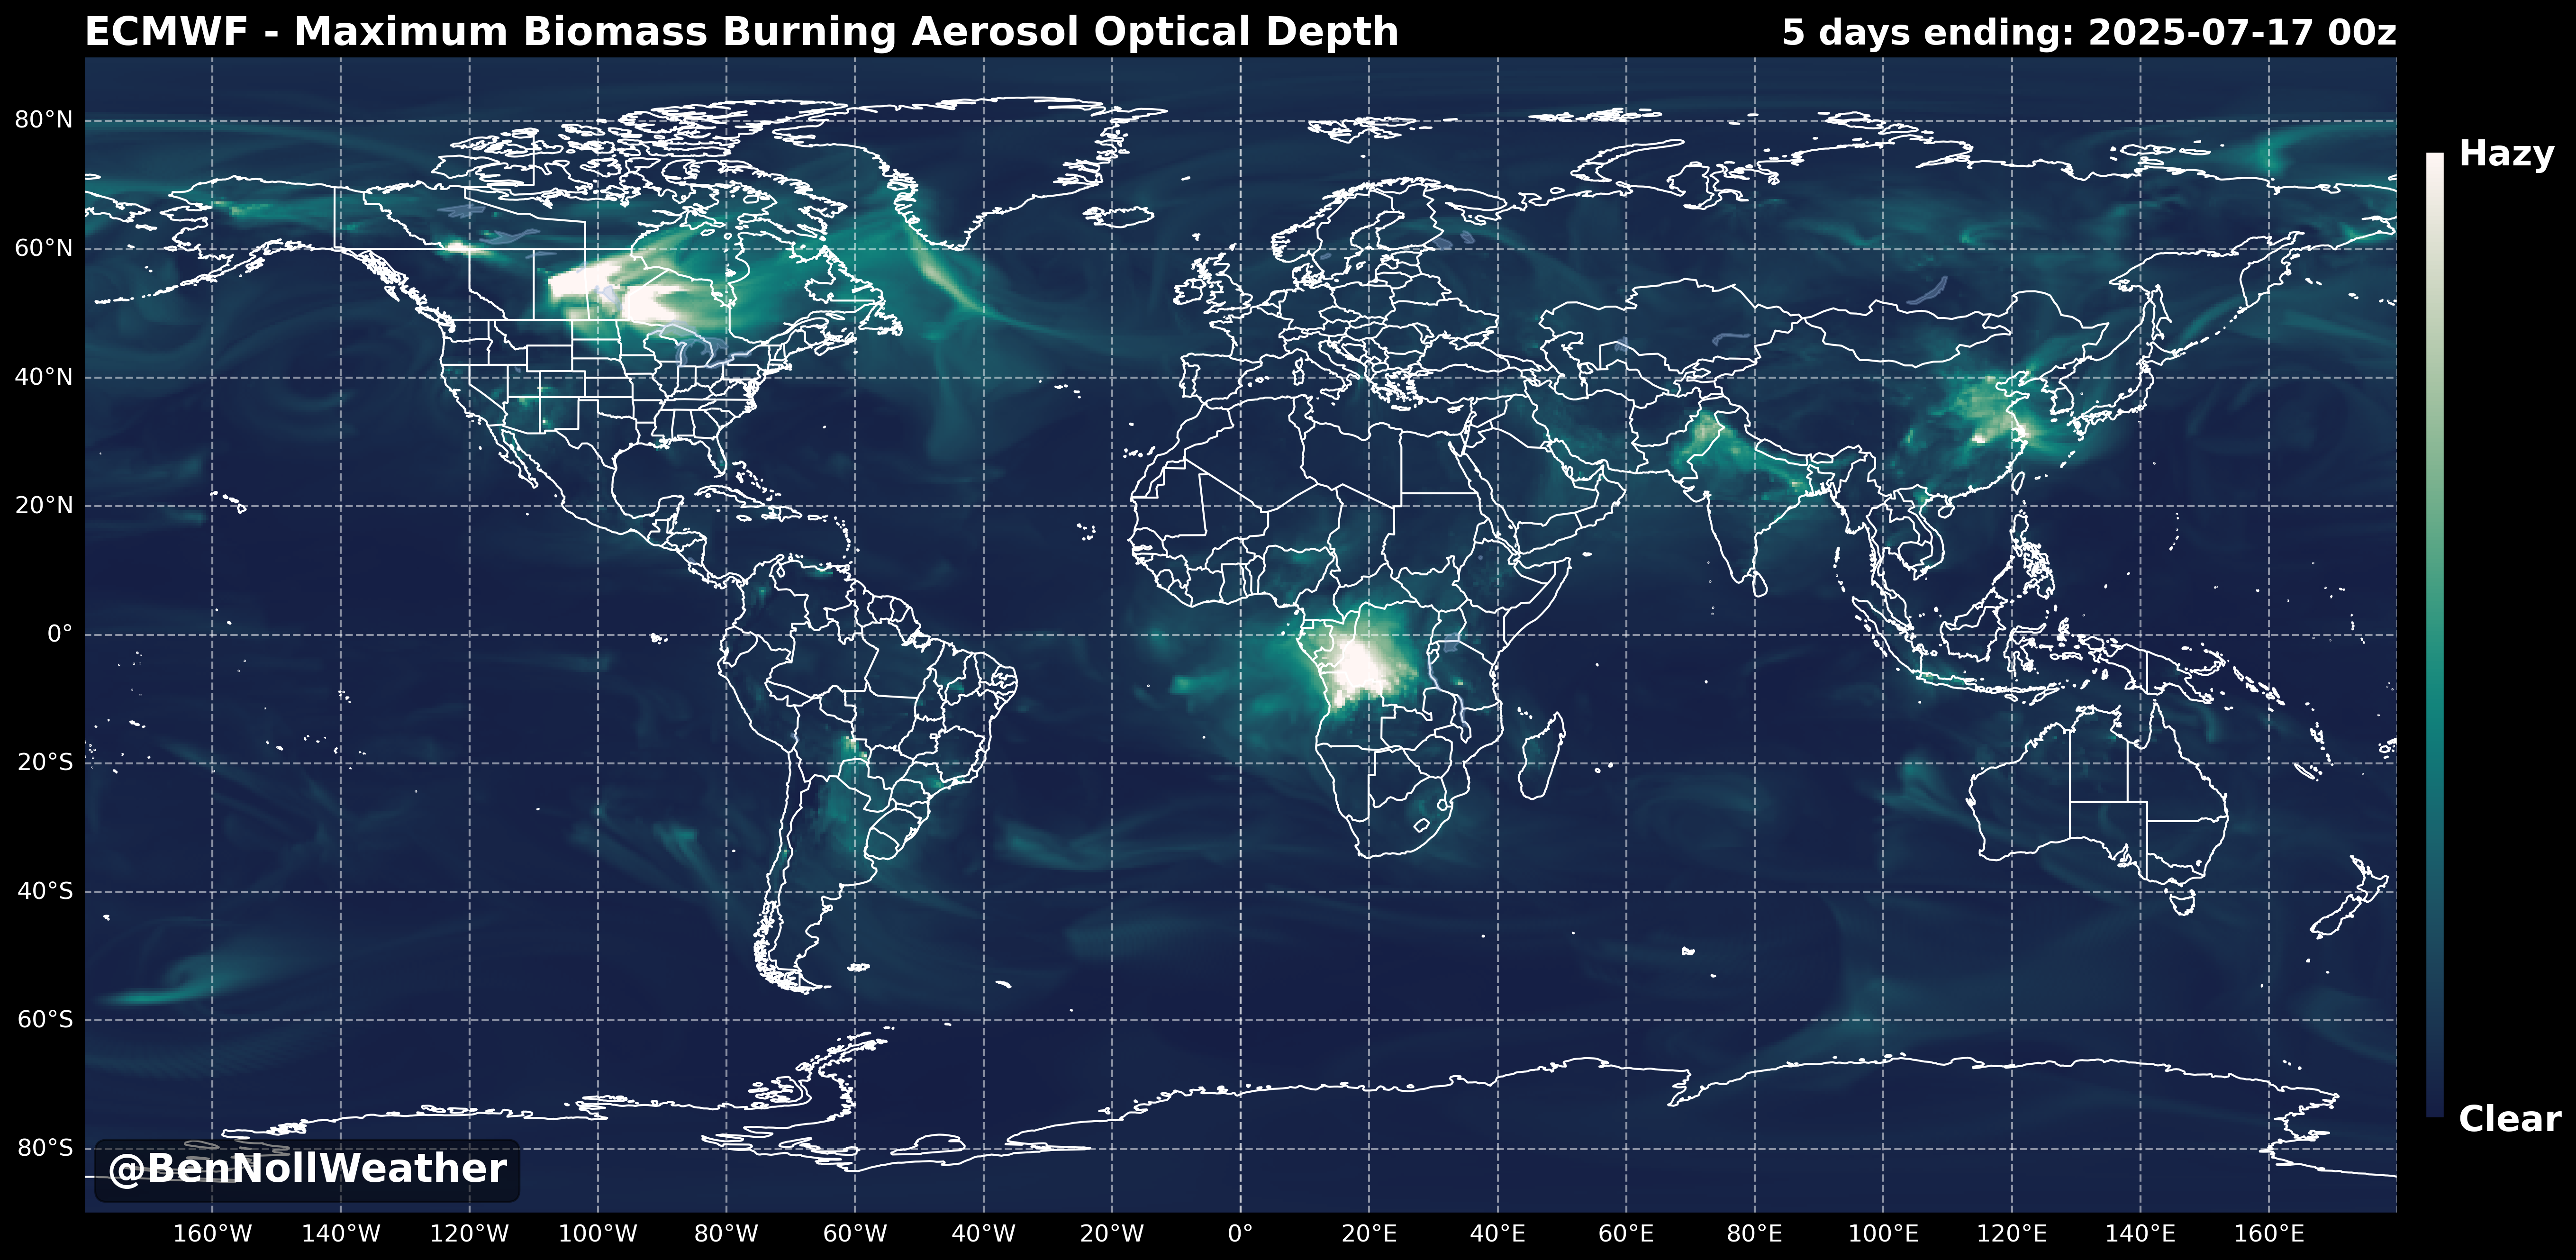 ECMWF - Maximum Biomass Burning Aerosol Optical Depth
5 days ending: 2025-07-17 00z
Hazy
80°N
60°N
40°N
20°N
0°
20°S
40°S
60°S
80°S
Clear
@BenNollWeather
160°W 140°W 120°W 100°W 80°W 60°W 40°W 20°W 0° 20°E 40°E 60°E 80°E 100°E 120°E 140°E 160°E